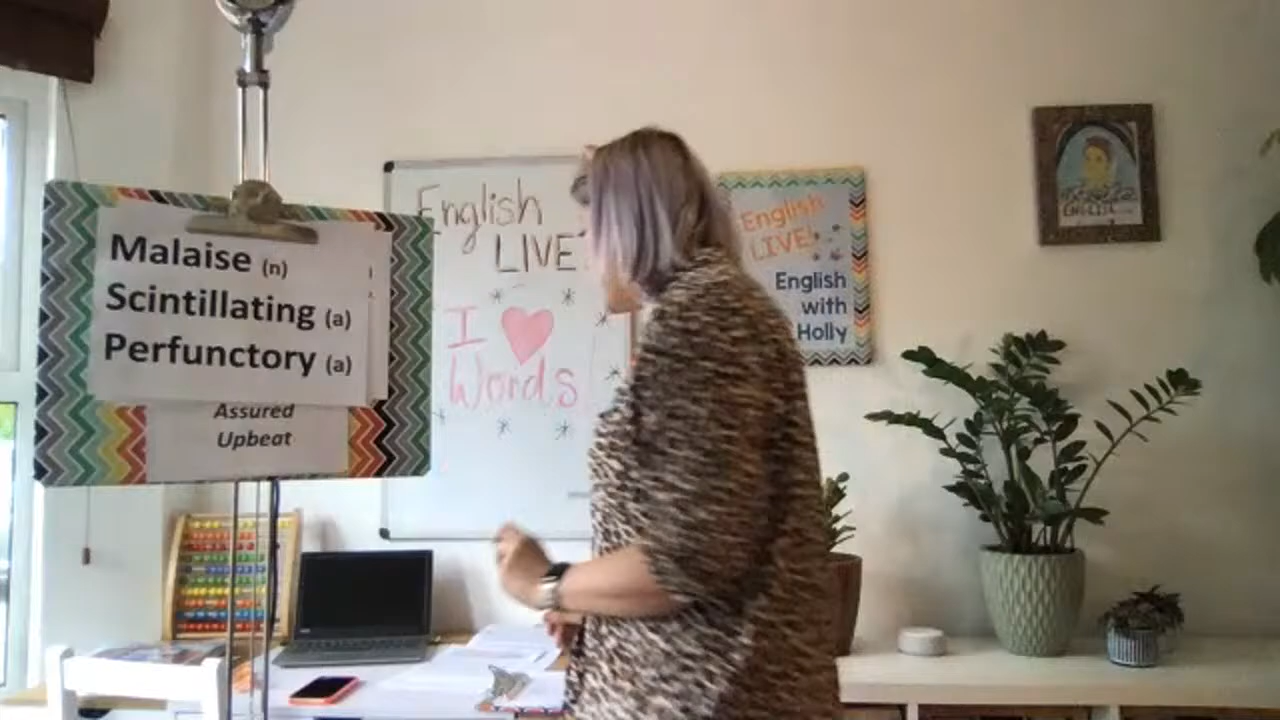 Malaise (n)
Scintillating (a)
Perfunctory (a)
Assured
Upbeat
English
LIVE
I ♥
Words
English
LIVE!
English
with
Holly